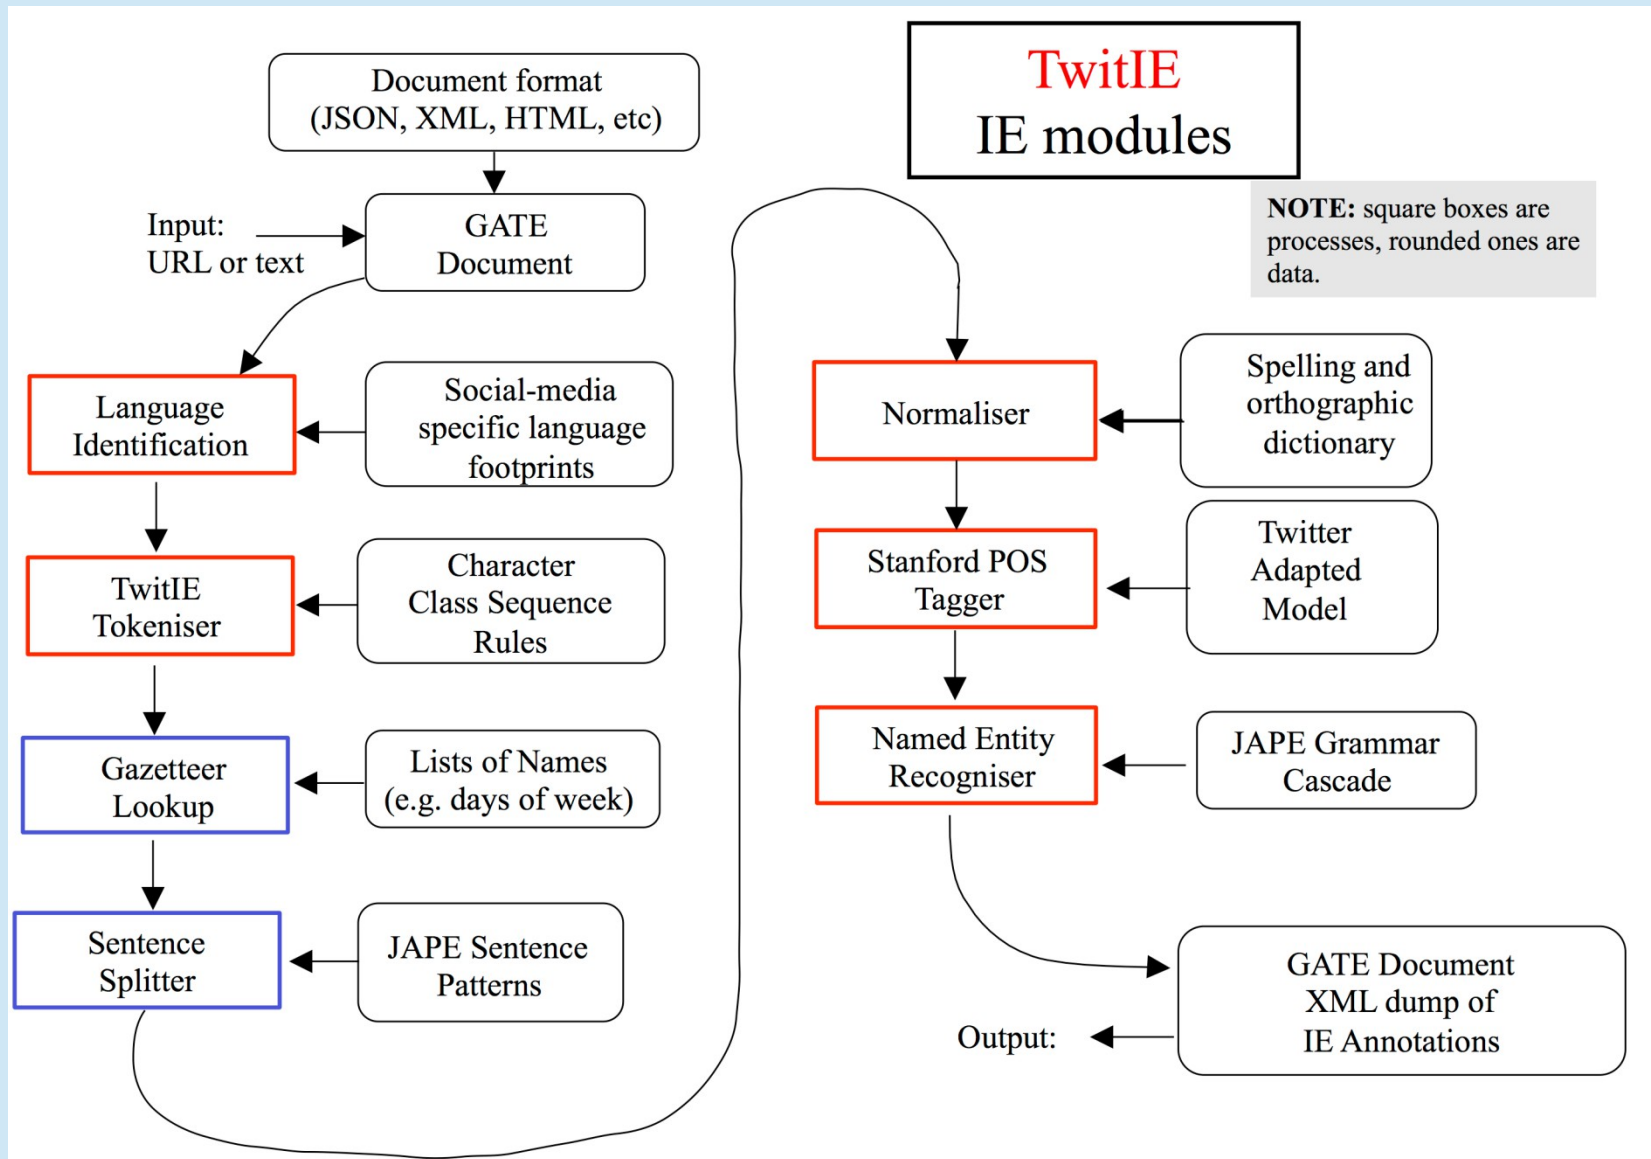 TwitIE
IE modules
NOTE: square boxes are
processes, rounded ones are
data.
Document format
(JSON, XML, HTML, etc)
Input:
URL or text
GATE
Document
Language
Identification
Social-media
specific language
footprints
TwitIE
Tokeniser
Character
Class Sequence
Rules
Gazetteer
Lookup
Lists of Names
(e.g. days of week)
Sentence
Splitter
JAPE Sentence
Patterns
Normaliser
Spelling and
orthographic
dictionary
Stanford POS
Tagger
Twitter
Adapted
Model
Named Entity
Recogniser
JAPE Grammar
Cascade
GATE Document
XML dump of
IE Annotations
Output: